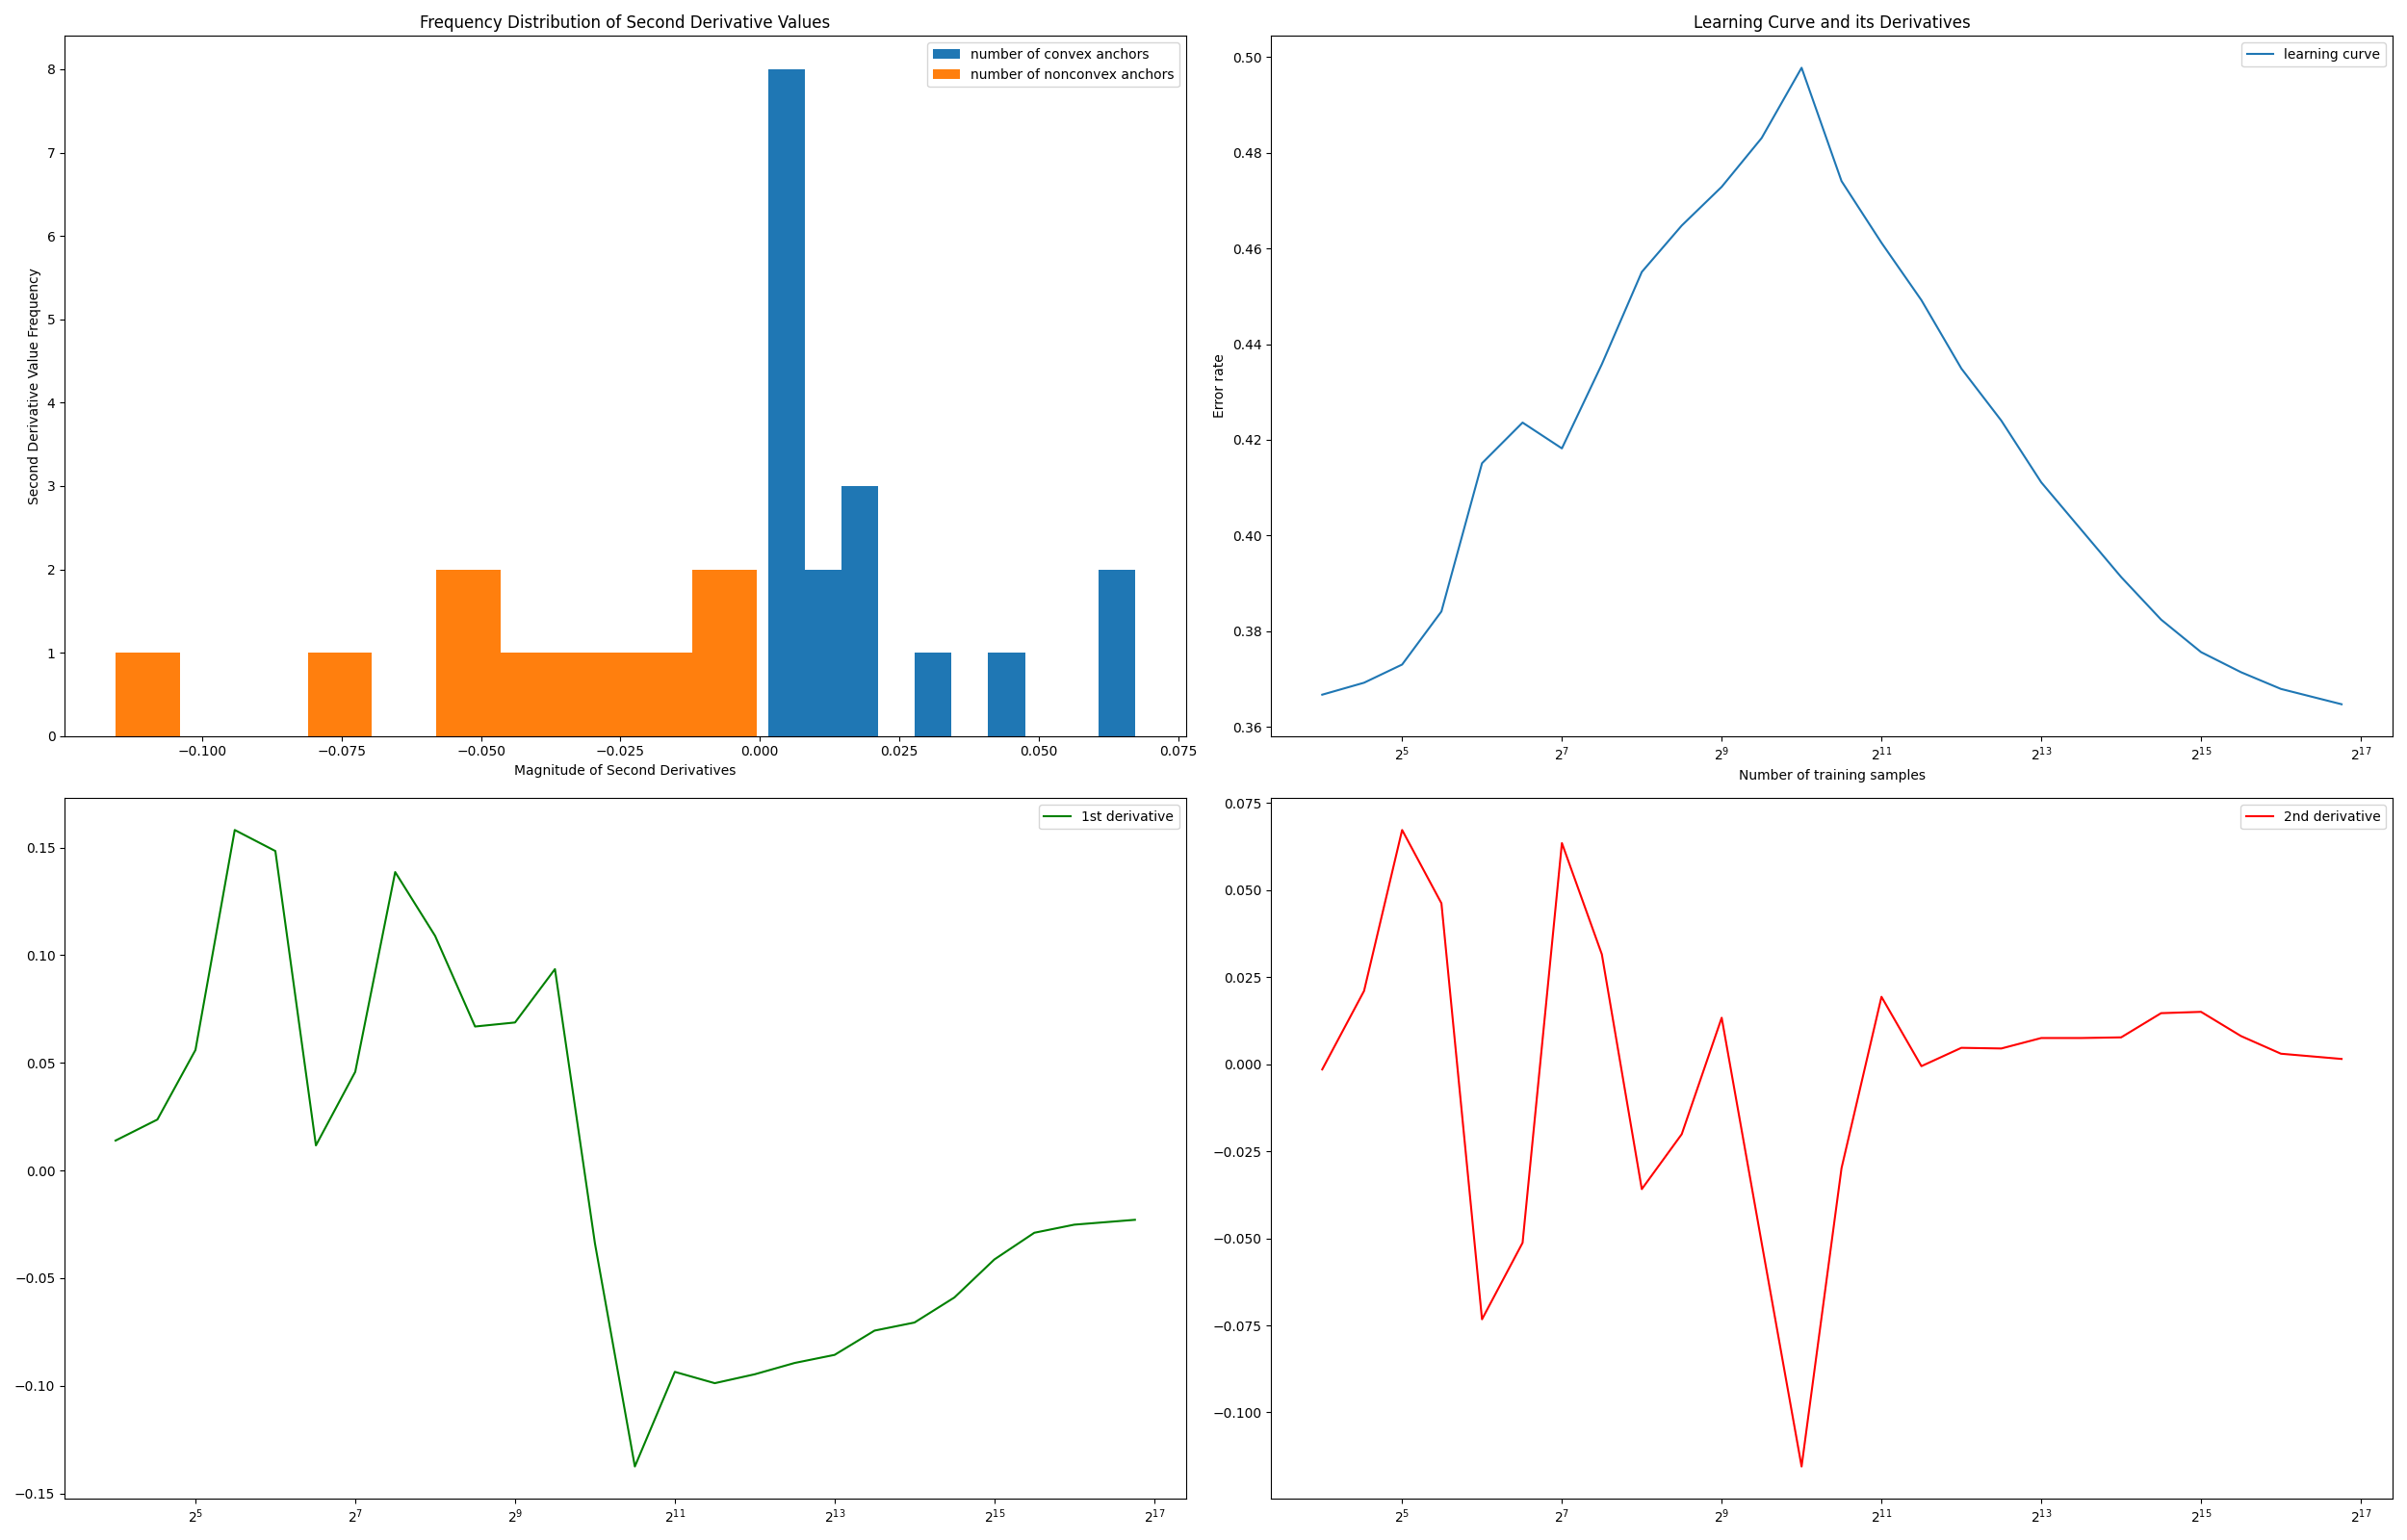 Frequency Distribution of Second Derivative Values
number of convex anchors
number of nonconvex anchors
Second Derivative Value Frequency
8
7
6
5
4
3
2
1
0
−0.100 −0.075 −0.050 −0.025 0.000 0.025 0.050 0.075
Magnitude of Second Derivatives
Learning Curve and its Derivatives
learning curve
Error rate
0.50
0.48
0.46
0.44
0.42
0.40
0.38
0.36
2^5 2^7 2^9 2^11 2^13 2^15 2^17
Number of training samples
1st derivative
0.15
0.10
0.05
0.00
−0.05
−0.10
−0.15
2^5 2^7 2^9 2^11 2^13 2^15 2^17
2nd derivative
0.075
0.050
0.025
0.000
−0.025
−0.050
−0.075
−0.100
2^5 2^7 2^9 2^11 2^13 2^15 2^17